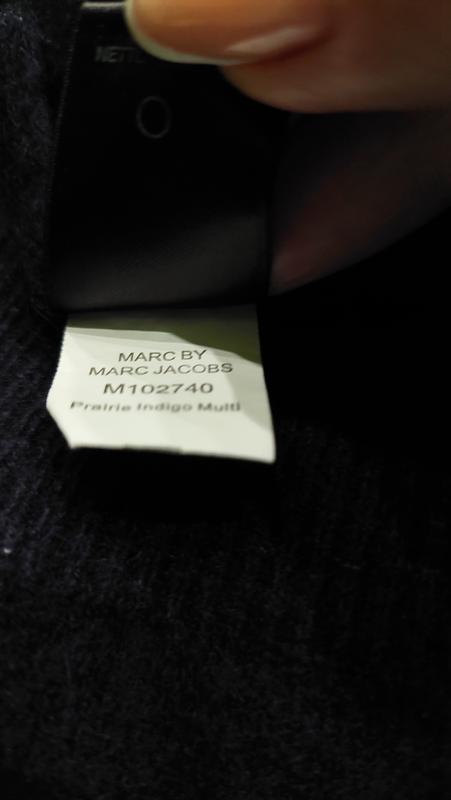 MARC BY
MARC JACOBS
M102740
Prairie Indigo Multi